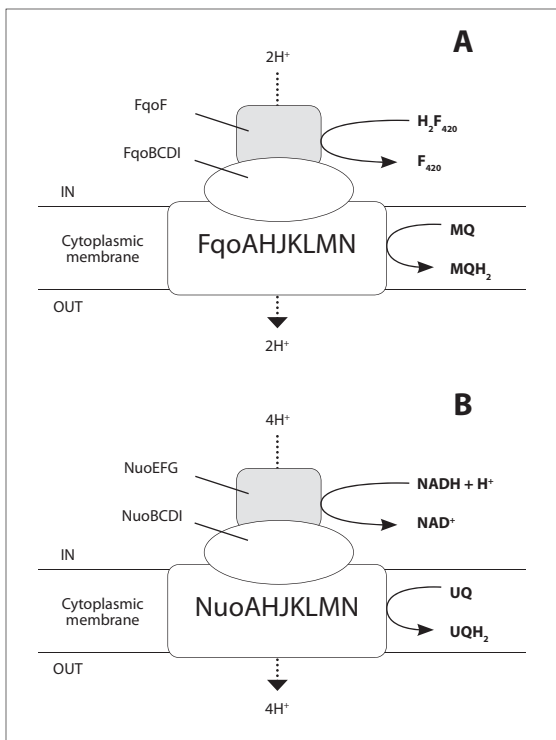 A
2H⁺
FqoF
H₂F₄₂₀
FqoBCDI
F₄₂₀
IN
Cytoplasmic
membrane
FqoAHJKLMN
MQ
MQH₂
OUT
2H⁺
B
4H⁺
NuoEFG
NADH + H⁺
NuoBCDI
NAD⁺
IN
Cytoplasmic
membrane
NuoAHJKLMN
UQ
UQH₂
OUT
4H⁺